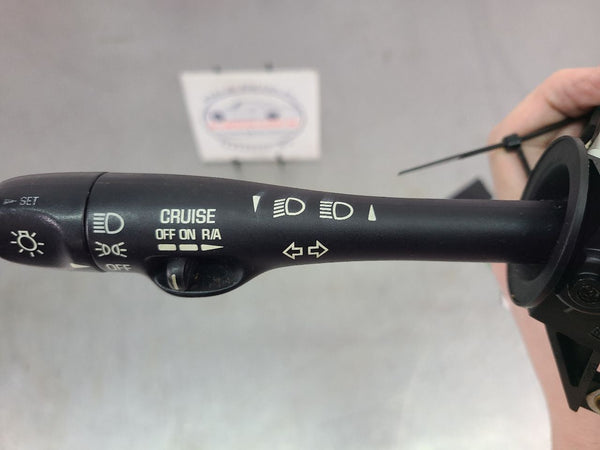 SET
CRUISE
OFF ON R/A
OFF